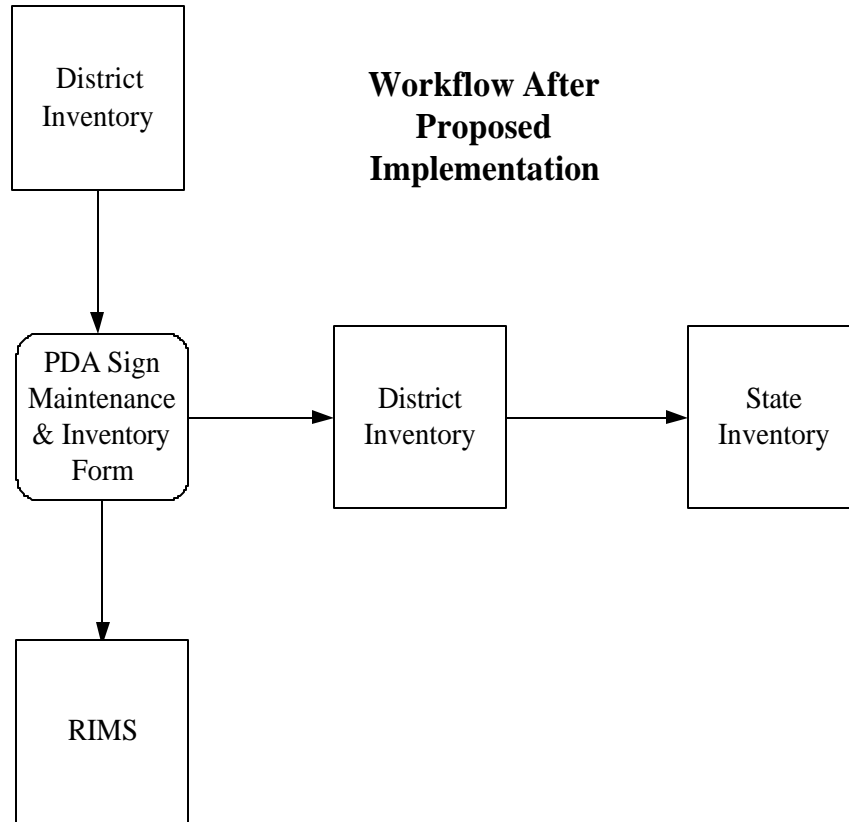 District
Inventory
Workflow After
Proposed
Implementation
PDA Sign
Maintenance
& Inventory
Form
District
Inventory
State
Inventory
RIMS